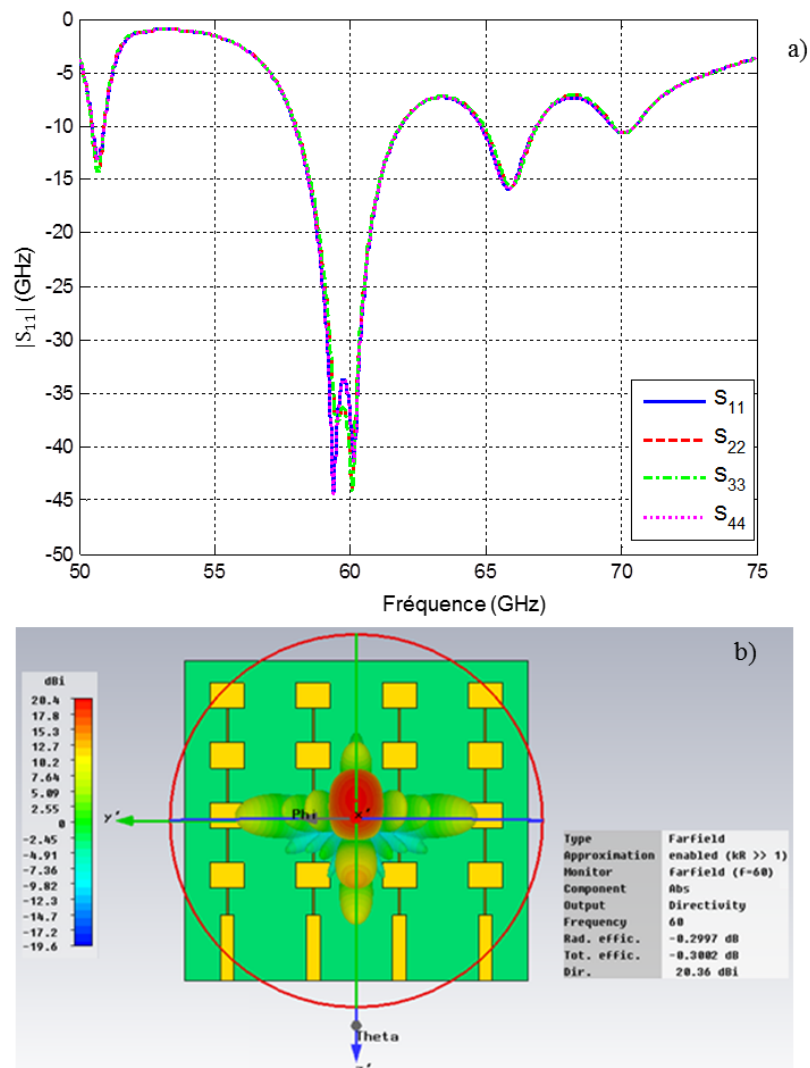 a)
0
-5
-10
-15
-20
-25
-30
-35
-40
-45
-50
|S11| (GHz)
S11
S22
S33
S44
50 55 60 65 70 75
Fréquence (GHz)
b)
dBi
20.4
17.8
15.3
12.7
10.2
7.64
5.09
2.55
0
-2.45
-4.91
-7.36
-9.82
-12.3
-14.7
-17.2
-19.6
y'
Phi
x'
Theta
z'
Type Farfield
Approximation enabled (kR >> 1)
Monitor Farfield (f=60)
Component Abs
Output Directivity
Frequency 60
Rad. effic. -0.2997 dB
Tot. effic. -0.3002 dB
Dir. 20.36 dBi